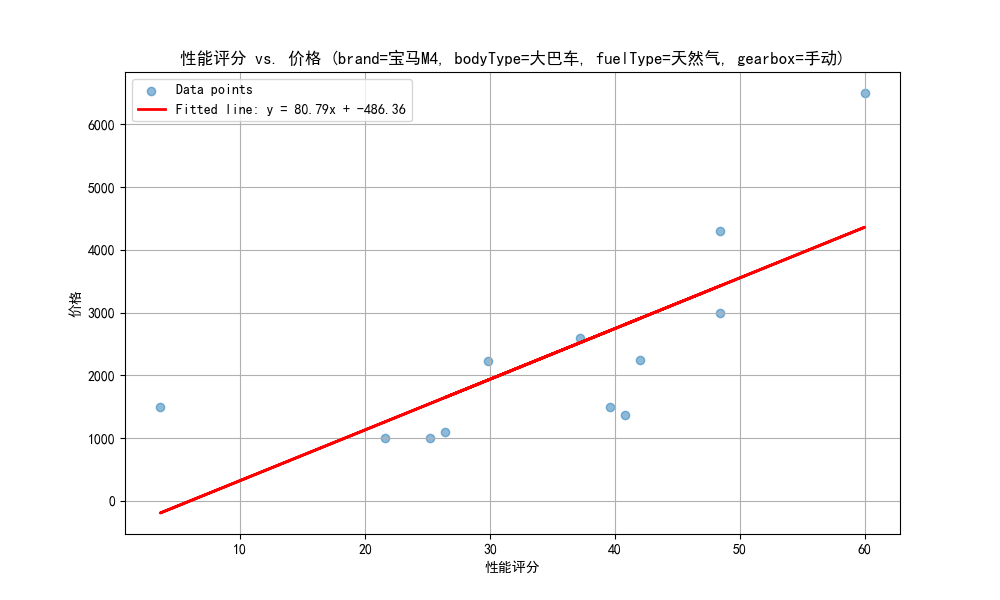 性能评分 vs. 价格 (brand=宝马M4, bodyType=大巴车, fuelType=天然气, gearbox=手动)
Data points
Fitted line: y = 80.79x + -486.36
6000
5000
4000
3000
2000
1000
0
价格
10 20 30 40 50 60
性能评分